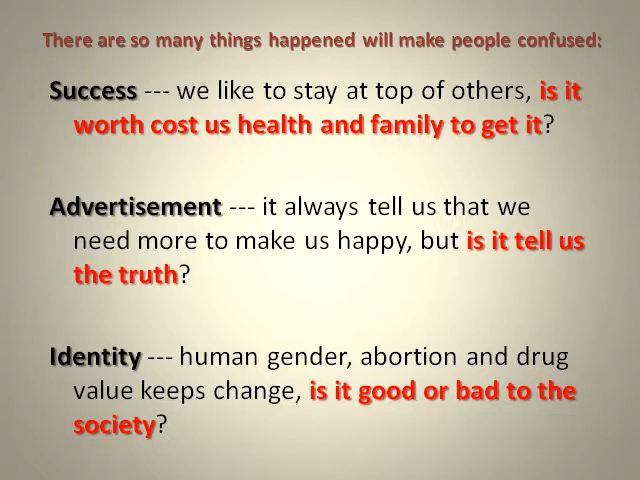 There are so many things happened will make people confused:
Success --- we like to stay at top of others, is it
worth cost us health and family to get it?
Advertisement --- it always tell us that we
need more to make us happy, but is it tell us
the truth?
Identity --- human gender, abortion and drug
value keeps change, is it good or bad to the
society?